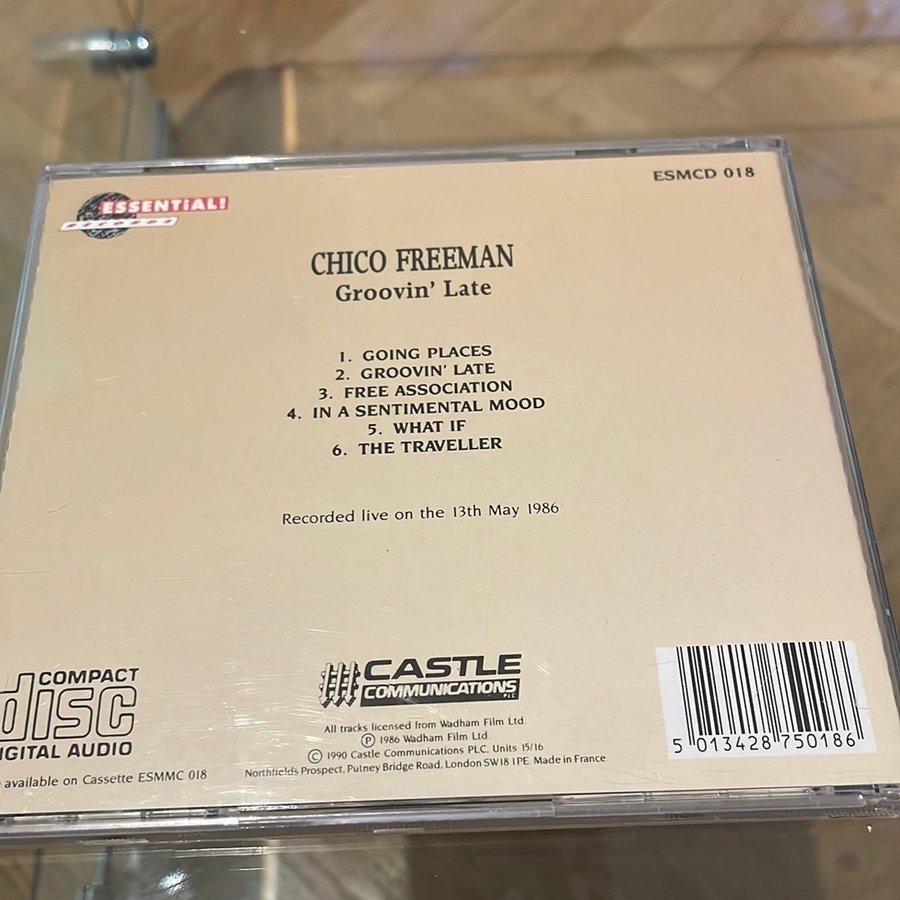 ESMCD 018
ESSENTiAL!
RECORDS
CHICO FREEMAN
Groovin' Late
1. GOING PLACES
2. GROOVIN' LATE
3. FREE ASSOCIATION
4. IN A SENTIMENTAL MOOD
5. WHAT IF
6. THE TRAVELLER
Recorded live on the 13th May 1986
COMPACT
disc
DIGITAL AUDIO
available on Cassette ESMMC 018
CASTLE
COMMUNICATIONS
PLC
All tracks licensed from Wadham Film Ltd
Ⓟ 1986 Wadham Film Ltd
© 1990 Castle Communications PLC, Units 15/16
Northfields Prospect, Putney Bridge Road, London SW18 1PE Made in France
5 013428 750186